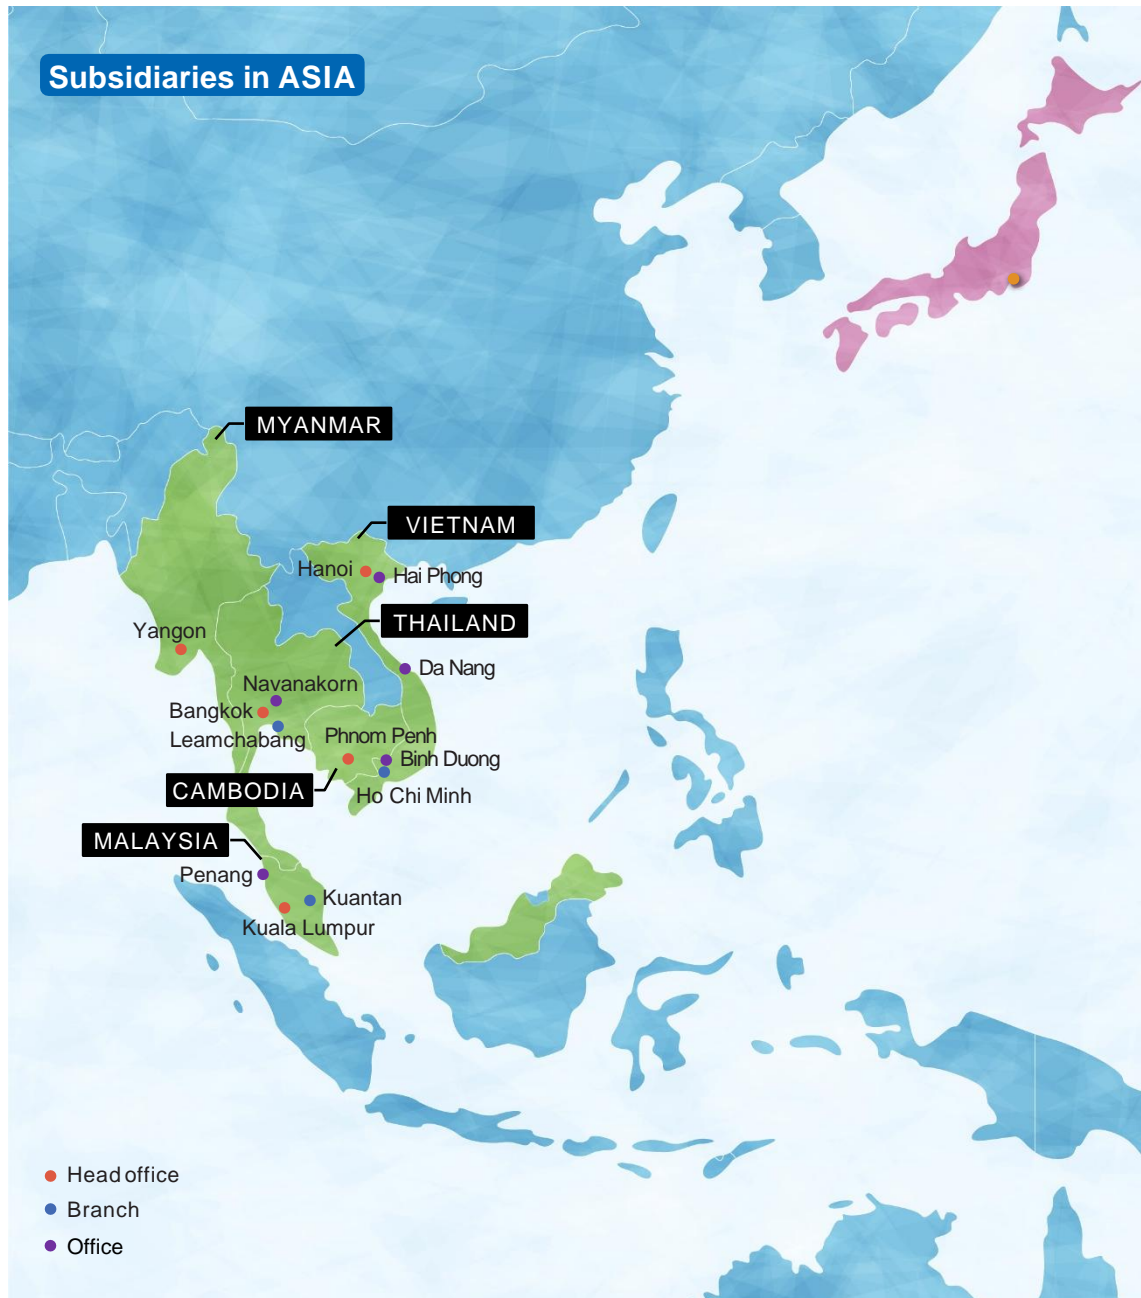 Subsidiaries in ASIA
MYANMAR
VIETNAM
Hanoi
Hai Phong
THAILAND
Yangon
Da Nang
Navanakorn
Bangkok
Leamchabang
Phnom Penh
Binh Duong
CAMBODIA
Ho Chi Minh
MALAYSIA
Penang
Kuantan
Kuala Lumpur
Head office
Branch
Office